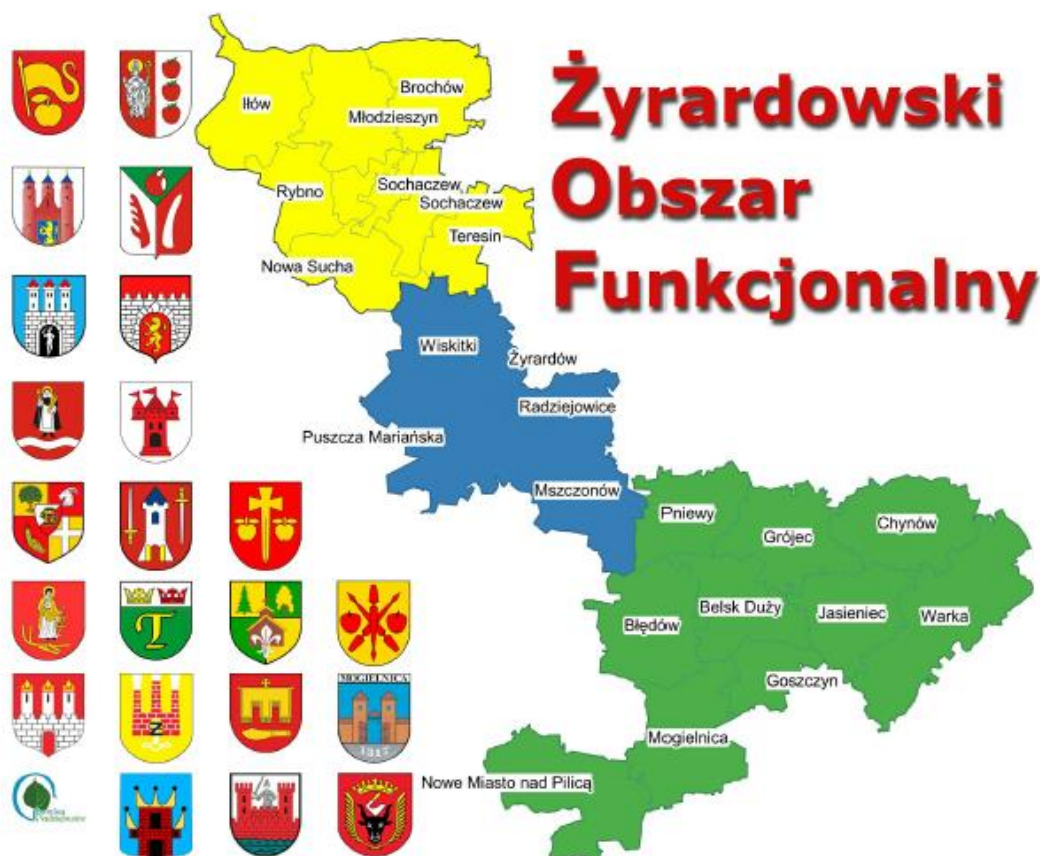 Żyrardowski
Obszar
Funkcjonalny
Iłów
Brochów
Młodzieszyn
Rybno
Sochaczew
Sochaczew
Teresin
Nowa Sucha
Wiskitki
Żyrardów
Radziejowice
Puszcza Mariańska
Mszczonów
Pniewy
Grójec
Chynów
Błędów
Belsk Duży
Jasieniec
Warka
Goszczyn
Mogielnica
Nowe Miasto nad Pilicą
T
Z
MOGIELNICA
1317